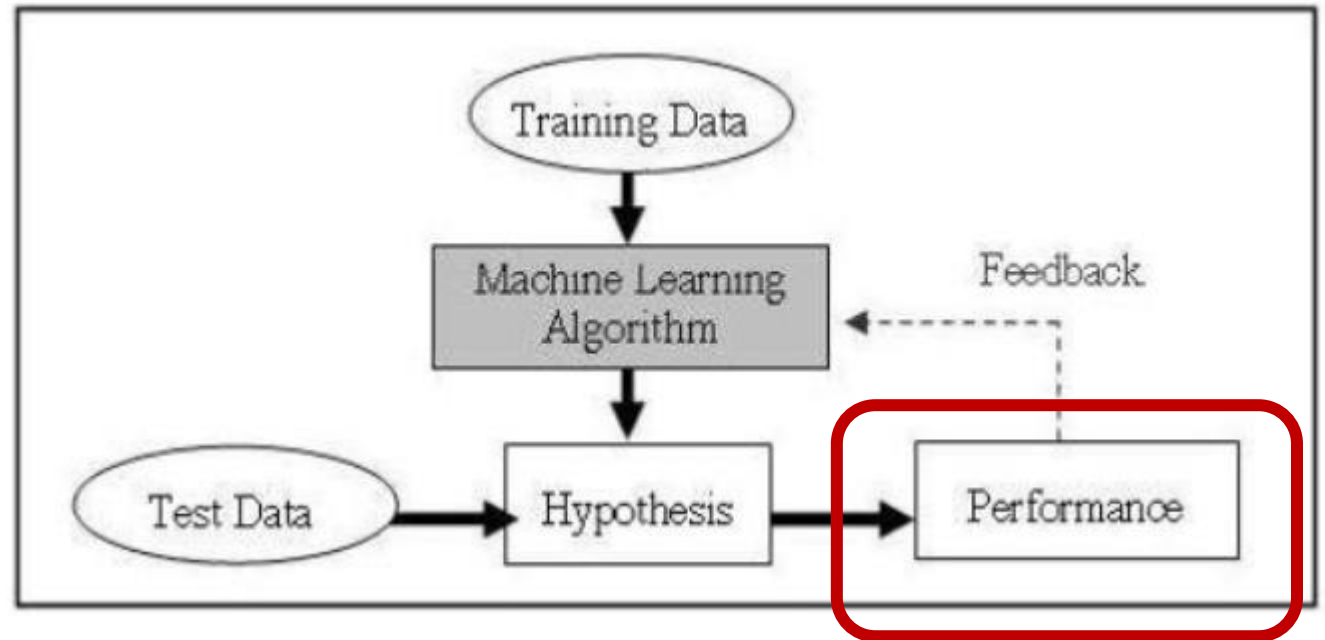 Training Data
Machine Learning
Algorithm
Feedback
Test Data
Hypothesis
Performance